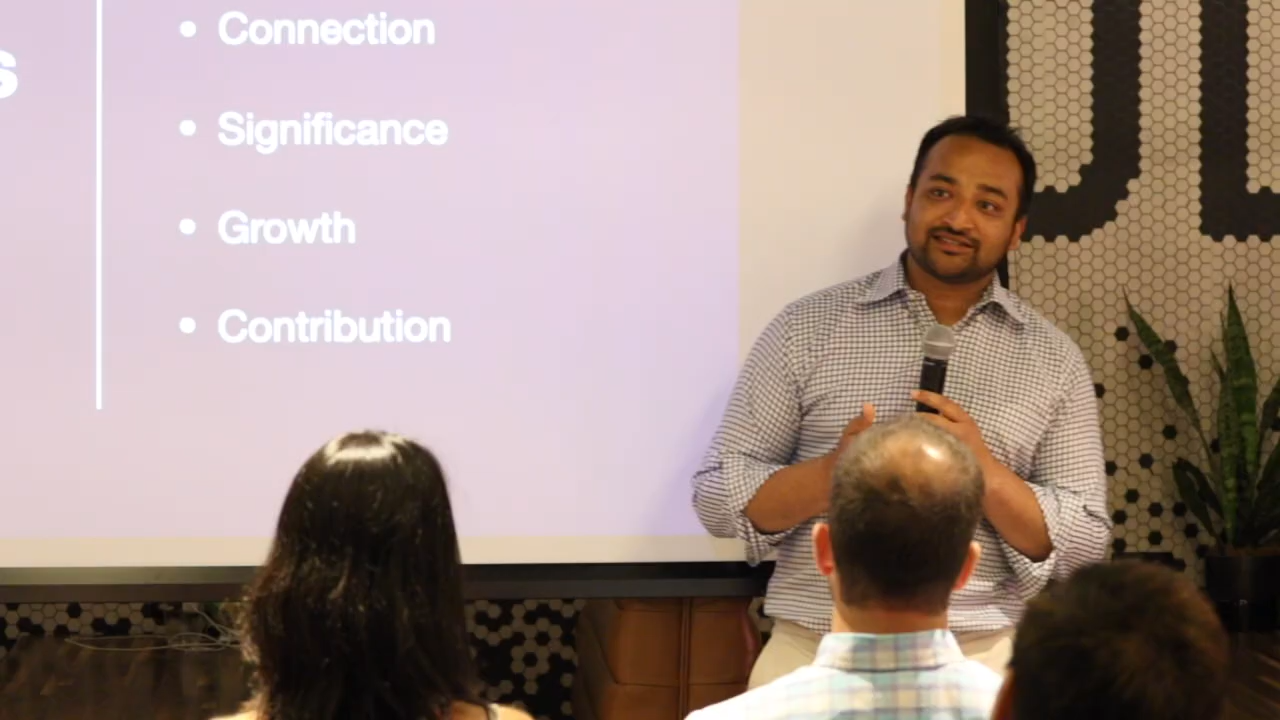 s
• Connection
• Significance
• Growth
• Contribution